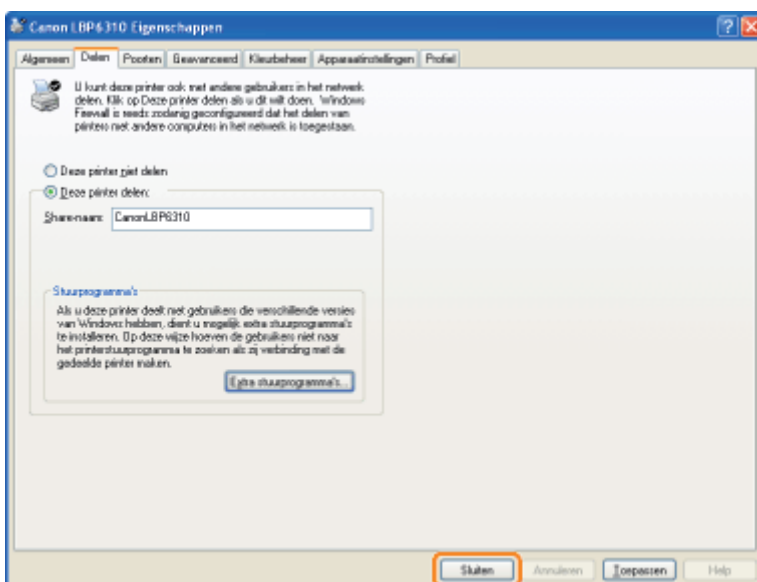 Canon LBP6310 Eigenschappen
Algemeen Delen Poorten Geavanceerd Kleurbeheer Apparaatinstellingen Profiel
U kunt deze printer ook met andere gebruikers in het netwerk
delen. Klik op Deze printer delen als u dit wilt doen. Windows
Firewall is reeds zodanig geconfigureerd dat het delen van
printers met andere computers in het netwerk is toegestaan.
Deze printer niet delen
Deze printer delen:
Share-naam: CanonLBP6310
Stuurprogramma's
Als u deze printer deelt met gebruikers die verschillende versies
van Windows hebben, dient u mogelijk extra stuurprogramma's
te installeren. Op deze wijze hoeven de gebruikers niet naar
het printerstuurprogramma te zoeken als zij verbinding met de
gedeelde printer maken.
Extra stuurprogramma's...
Sluiten Annuleren Toepassen Help